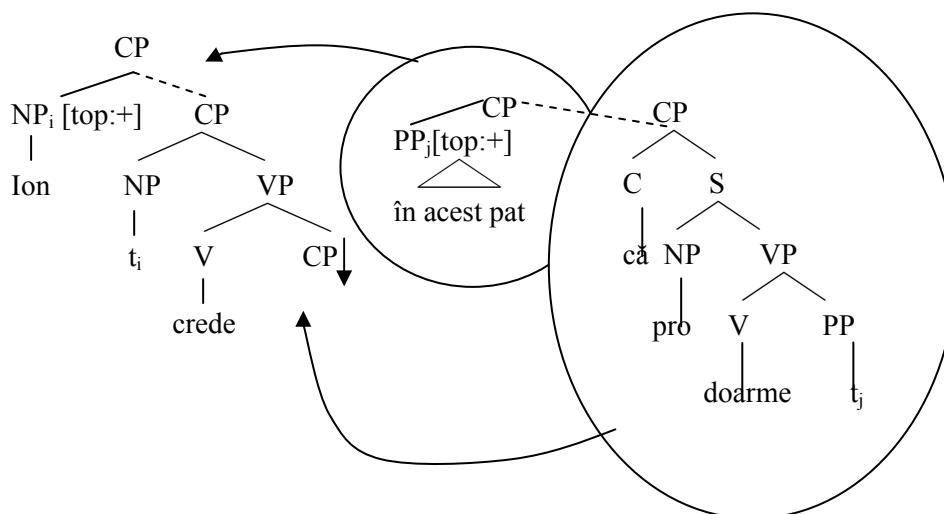 CP
CP CP
NPi [top:+] CP
PPj[top:+]
Ion NP VP C S
în acest pat
ti V CP că NP VP
crede pro V PP
doarme tj